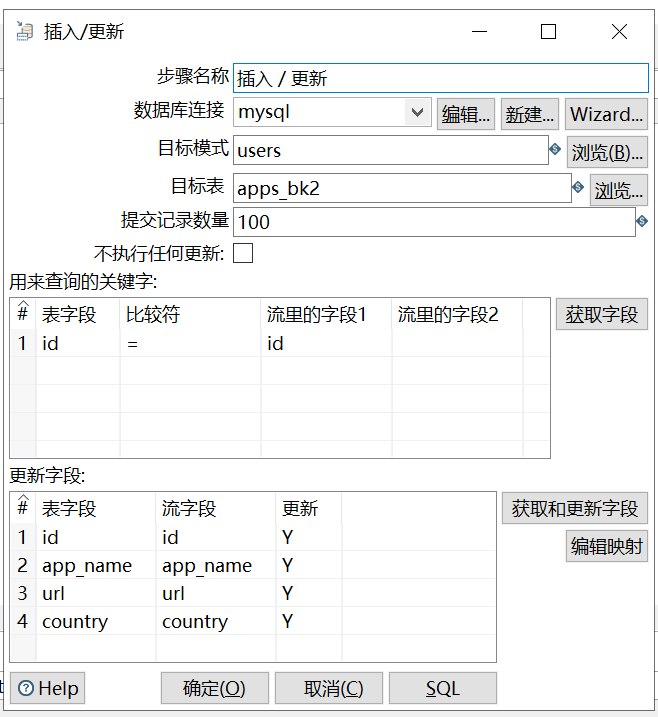 插入/更新
步骤名称 插入 / 更新
数据库连接 mysql 编辑... 新建... Wizard...
目标模式 users 浏览(B)...
目标表 apps_bk2 浏览...
提交记录数量 100
不执行任何更新:
用来查询的关键字:
# 表字段 比较符 流里的字段1 流里的字段2 获取字段
1 id = id
更新字段:
# 表字段 流字段 更新 获取和更新字段
1 id id Y 编辑映射
2 app_name app_name Y
3 url url Y
4 country country Y
Help 确定(O) 取消(C) SQL